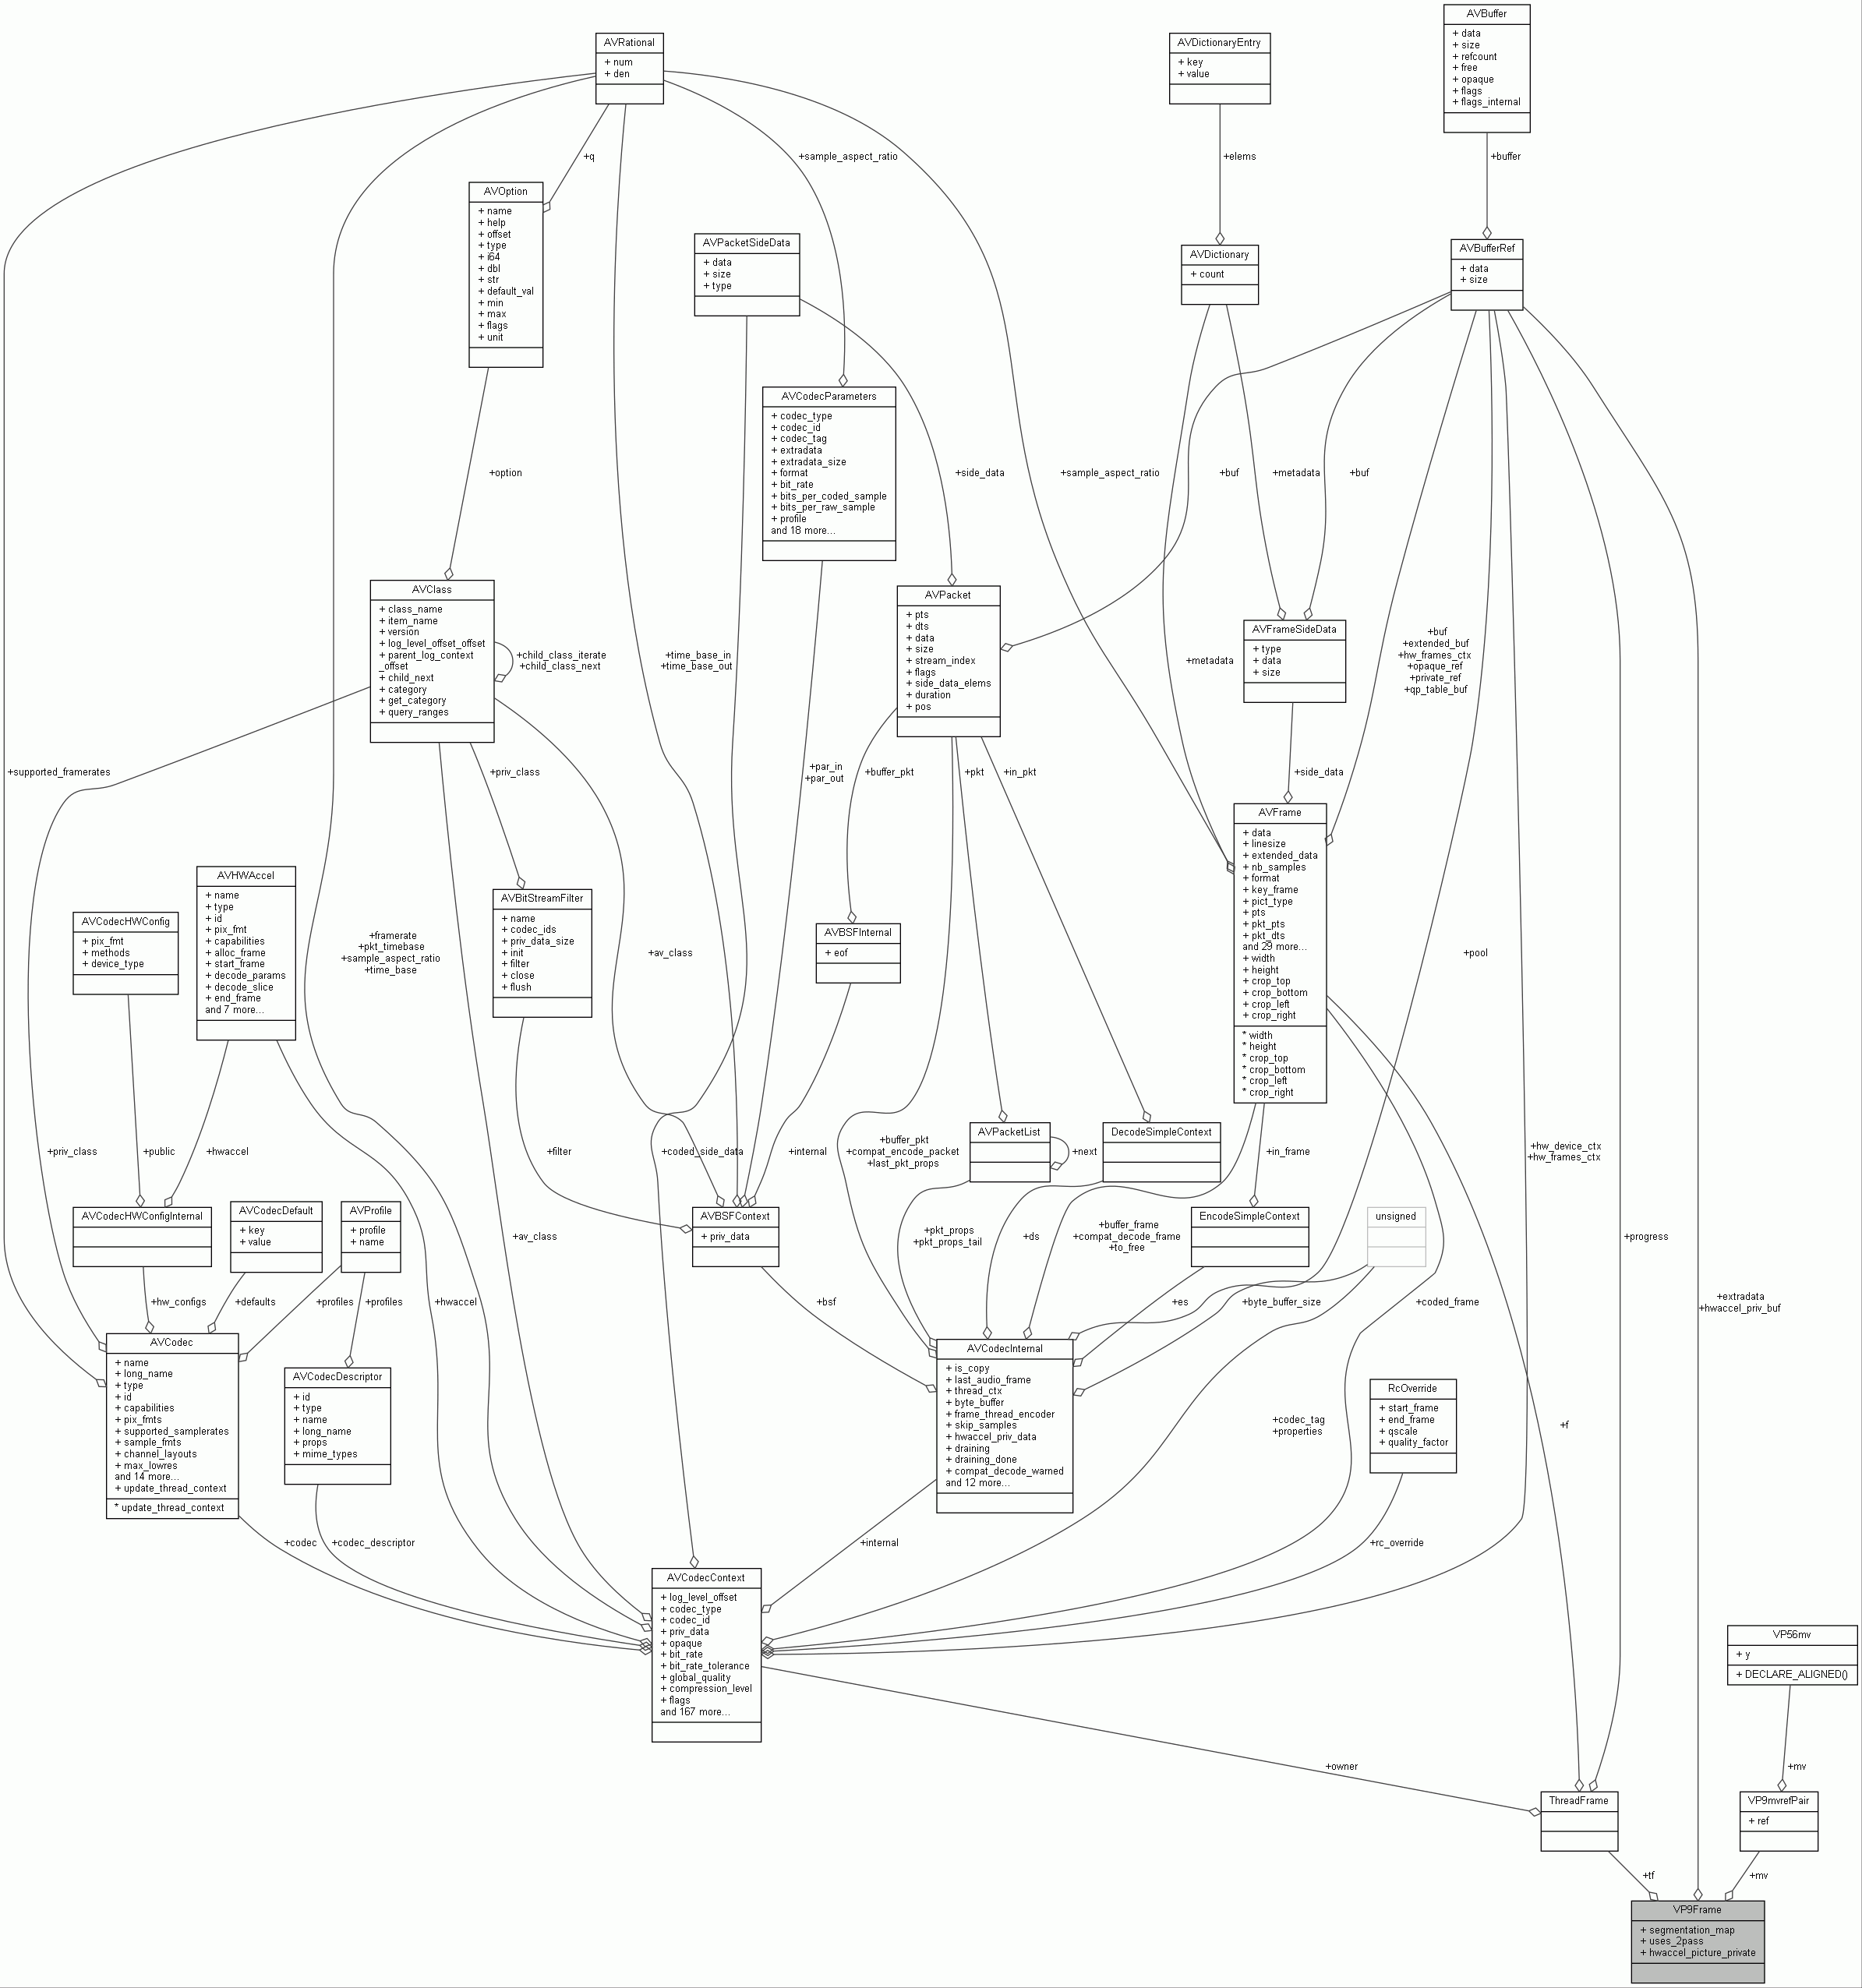 AVBuffer
+ data
+ size
+ refcount
+ free
+ opaque
+ flags
+ flags_internal
AVRational
+ num
+ den
AVDictionaryEntry
+ key
+ value
+q
+sample_aspect_ratio
+elems
+buffer
AVOption
+ name
+ help
+ offset
+ type
+ i64
+ dbl
+ str
+ default_val
+ min
+ max
+ flags
+ unit
AVPacketSideData
+ data
+ size
+ type
AVDictionary
+ count
AVBufferRef
+ data
+ size
AVCodecParameters
+ codec_type
+ codec_id
+ codec_tag
+ extradata
+ extradata_size
+ format
+ bit_rate
+ bits_per_coded_sample
+ bits_per_raw_sample
+ profile
and 18 more...
+option
+side_data
+sample_aspect_ratio
+buf
+metadata
+buf
AVClass
+ class_name
+ item_name
+ version
+ log_level_offset_offset
+ parent_log_context
_offset
+ child_next
+ category
+ get_category
+ query_ranges
+child_class_iterate
+child_class_next
+time_base_in
+time_base_out
AVPacket
+ pts
+ dts
+ data
+ size
+ stream_index
+ flags
+ side_data_elems
+ duration
+ pos
+metadata
AVFrameSideData
+ type
+ data
+ size
+buf
+extended_buf
+hw_frames_ctx
+opaque_ref
+private_ref
+qp_table_buf
+supported_framerates
+priv_class
+par_in
+par_out
+buffer_pkt
+pkt
+in_pkt
+side_data
AVFrame
+ data
+ linesize
+ extended_data
+ nb_samples
+ format
+ key_frame
+ pict_type
+ pts
+ pkt_pts
+ pkt_dts
and 29 more...
+ width
+ height
+ crop_top
+ crop_bottom
+ crop_left
+ crop_right
* width
* height
* crop_top
* crop_bottom
* crop_left
* crop_right
AVHWAccel
+ name
+ type
+ id
+ pix_fmt
+ capabilities
+ alloc_frame
+ start_frame
+ decode_params
+ decode_slice
+ end_frame
and 7 more...
AVCodecHWConfig
+ pix_fmt
+ methods
+ device_type
+framerate
+pkt_timebase
+sample_aspect_ratio
+time_base
AVBitStreamFilter
+ name
+ codec_ids
+ priv_data_size
+ init
+ filter
+ close
+ flush
+av_class
AVBSFInternal
+ eof
+pool
+priv_class
+public
+hwaccel
+filter
+coded_side_data
+internal
+buffer_pkt
+compat_encode_packet
+last_pkt_props
AVPacketList
+next
DecodeSimpleContext
+in_frame
+hw_device_ctx
+hw_frames_ctx
AVCodecHWConfigInternal
AVCodecDefault
+ key
+ value
AVProfile
+ profile
+ name
+av_class
AVBSFContext
+ priv_data
+pkt_props
+pkt_props_tail
+ds
+buffer_frame
+compat_decode_frame
+to_free
EncodeSimpleContext
unsigned
+progress
+hw_configs
+defaults
+profiles
+profiles
+hwaccel
+bsf
+es
+byte_buffer_size
+coded_frame
+extradata
+hwaccel_priv_buf
AVCodec
+ name
+ long_name
+ type
+ id
+ capabilities
+ pix_fmts
+ supported_samplerates
+ sample_fmts
+ channel_layouts
+ max_lowres
and 14 more...
+ update_thread_context
* update_thread_context
AVCodecDescriptor
+ id
+ type
+ name
+ long_name
+ props
+ mime_types
AVCodecInternal
+ is_copy
+ last_audio_frame
+ thread_ctx
+ byte_buffer
+ frame_thread_encoder
+ skip_samples
+ hwaccel_priv_data
+ draining
+ draining_done
+ compat_decode_warned
and 12 more...
+codec_tag
+properties
RcOverride
+ start_frame
+ end_frame
+ qscale
+ quality_factor
+f
+codec
+codec_descriptor
+internal
+rc_override
AVCodecContext
+ log_level_offset
+ codec_type
+ codec_id
+ priv_data
+ opaque
+ bit_rate
+ bit_rate_tolerance
+ global_quality
+ compression_level
+ flags
and 167 more...
VP56mv
+ y
+ DECLARE_ALIGNED()
+owner
+mv
ThreadFrame
VP9mvrefPair
+ ref
+tf
+mv
VP9Frame
+ segmentation_map
+ uses_2pass
+ hwaccel_picture_private